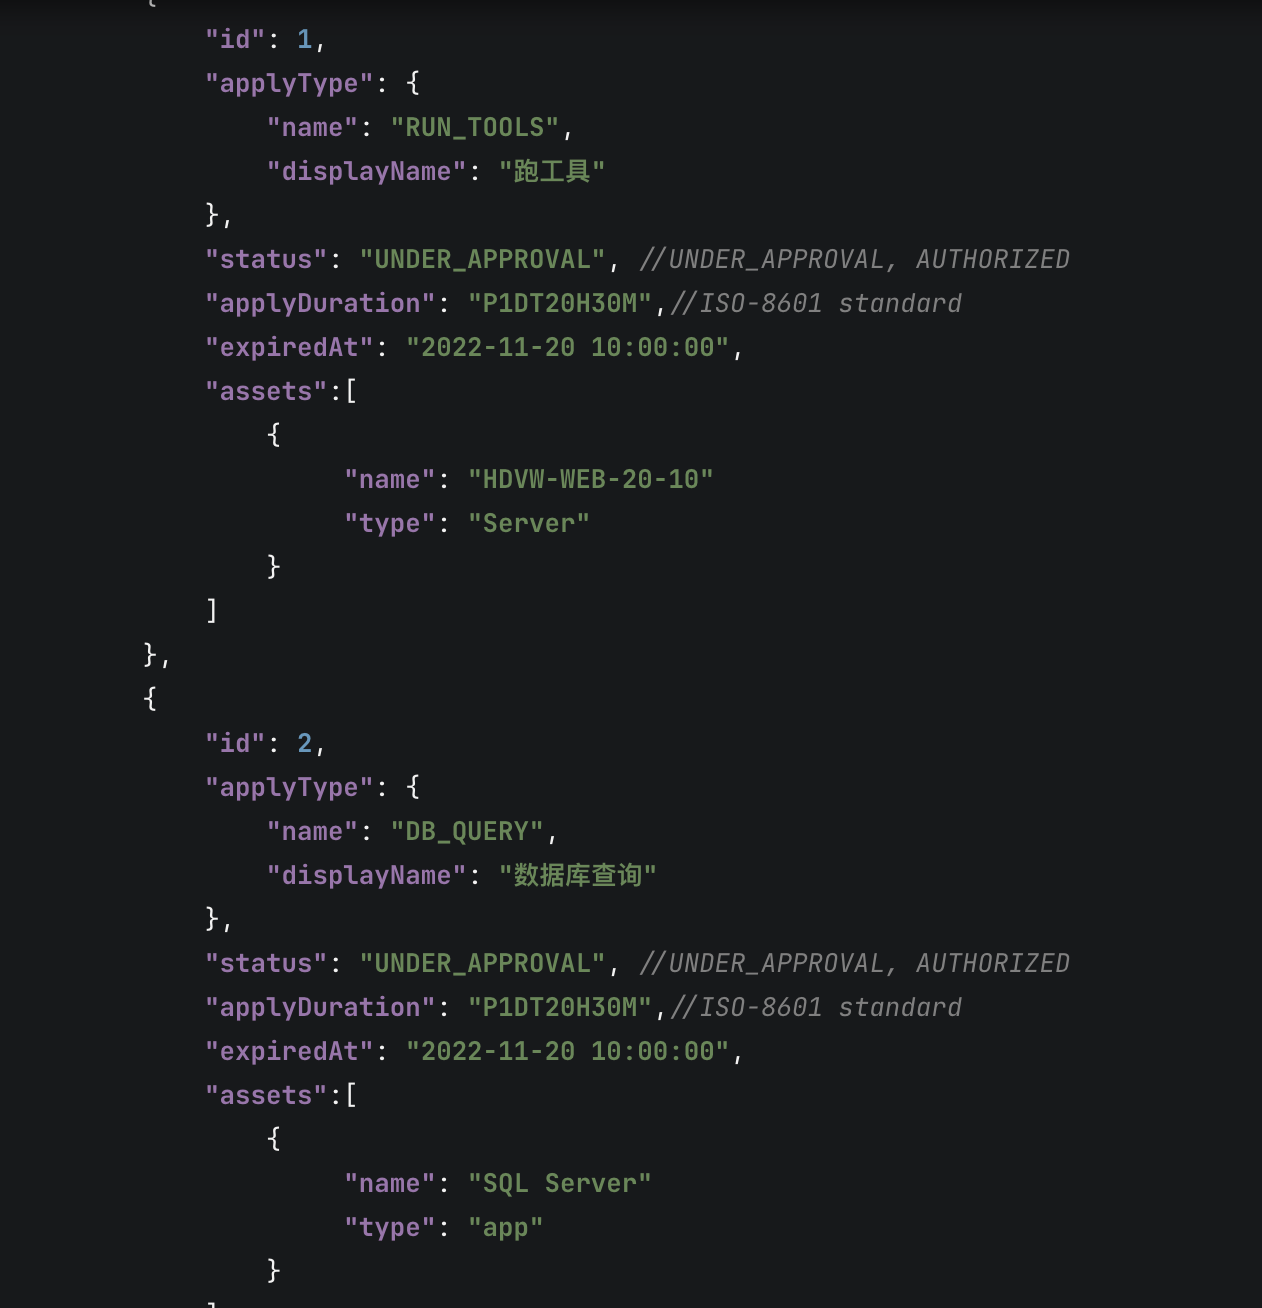 {
"id": 1,
"applyType": {
"name": "RUN_TOOLS",
"displayName": "跑工具"
},
"status": "UNDER_APPROVAL", //UNDER_APPROVAL, AUTHORIZED
"applyDuration": "P1DT20H30M",//ISO-8601 standard
"expiredAt": "2022-11-20 10:00:00",
"assets":[
{
"name": "HDVW-WEB-20-10"
"type": "Server"
}
]
},
{
"id": 2,
"applyType": {
"name": "DB_QUERY",
"displayName": "数据库查询"
},
"status": "UNDER_APPROVAL", //UNDER_APPROVAL, AUTHORIZED
"applyDuration": "P1DT20H30M",//ISO-8601 standard
"expiredAt": "2022-11-20 10:00:00",
"assets":[
{
"name": "SQL Server"
"type": "app"
}
]